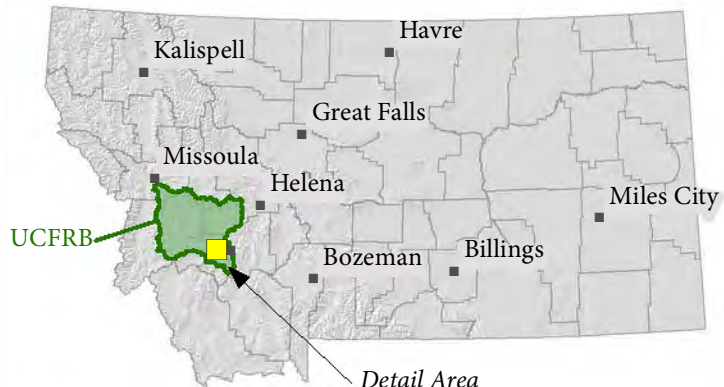 Havre
Kalispell
Great Falls
Missoula
Helena
Miles City
UCFRB
Billings
Bozeman
Detail Area